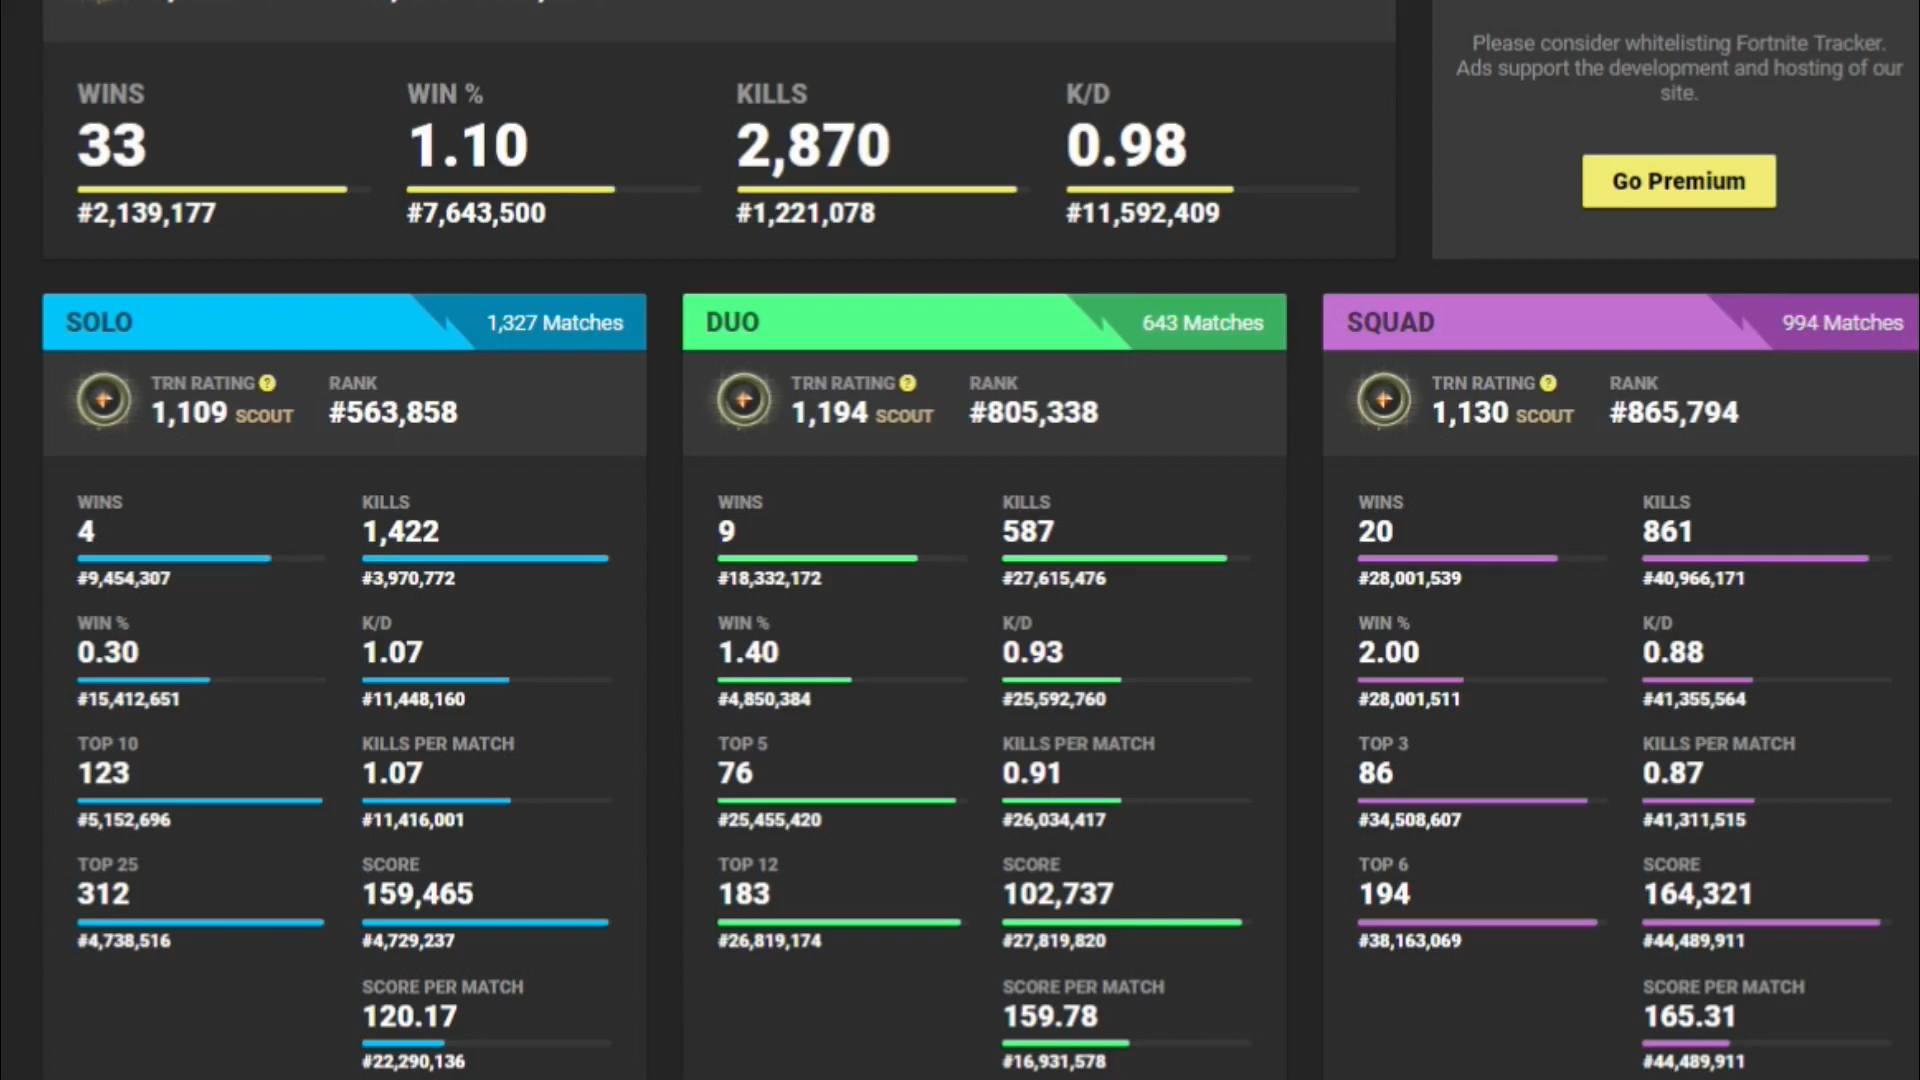 Please consider whitelisting Fortnite Tracker.
Ads support the development and hosting of our
site.
Go Premium
WINS WIN % KILLS K/D
33 1.10 2,870 0.98
#2,139,177 #7,643,500 #1,221,078 #11,592,409
SOLO 1,327 Matches
TRN RATING ? RANK
1,109 SCOUT #563,858
WINS KILLS
4 1,422
#9,454,307 #3,970,772
WIN % K/D
0.30 1.07
#15,412,651 #11,448,160
TOP 10 KILLS PER MATCH
123 1.07
#5,152,696 #11,416,001
TOP 25 SCORE
312 159,465
#4,738,516 #4,729,237
SCORE PER MATCH
120.17
#22,290,136
DUO 643 Matches
TRN RATING ? RANK
1,194 SCOUT #805,338
WINS KILLS
9 587
#18,332,172 #27,615,476
WIN % K/D
1.40 0.93
#4,850,384 #25,592,760
TOP 5 KILLS PER MATCH
76 0.91
#25,455,420 #26,034,417
TOP 12 SCORE
183 102,737
#26,819,174 #27,819,820
SCORE PER MATCH
159.78
#16,931,578
SQUAD 994 Matches
TRN RATING ? RANK
1,130 SCOUT #865,794
WINS KILLS
20 861
#28,001,539 #40,966,171
WIN % K/D
2.00 0.88
#28,001,511 #41,355,564
TOP 3 KILLS PER MATCH
86 0.87
#34,508,607 #41,311,515
TOP 6 SCORE
194 164,321
#38,163,069 #44,489,911
SCORE PER MATCH
165.31
#44,489,911